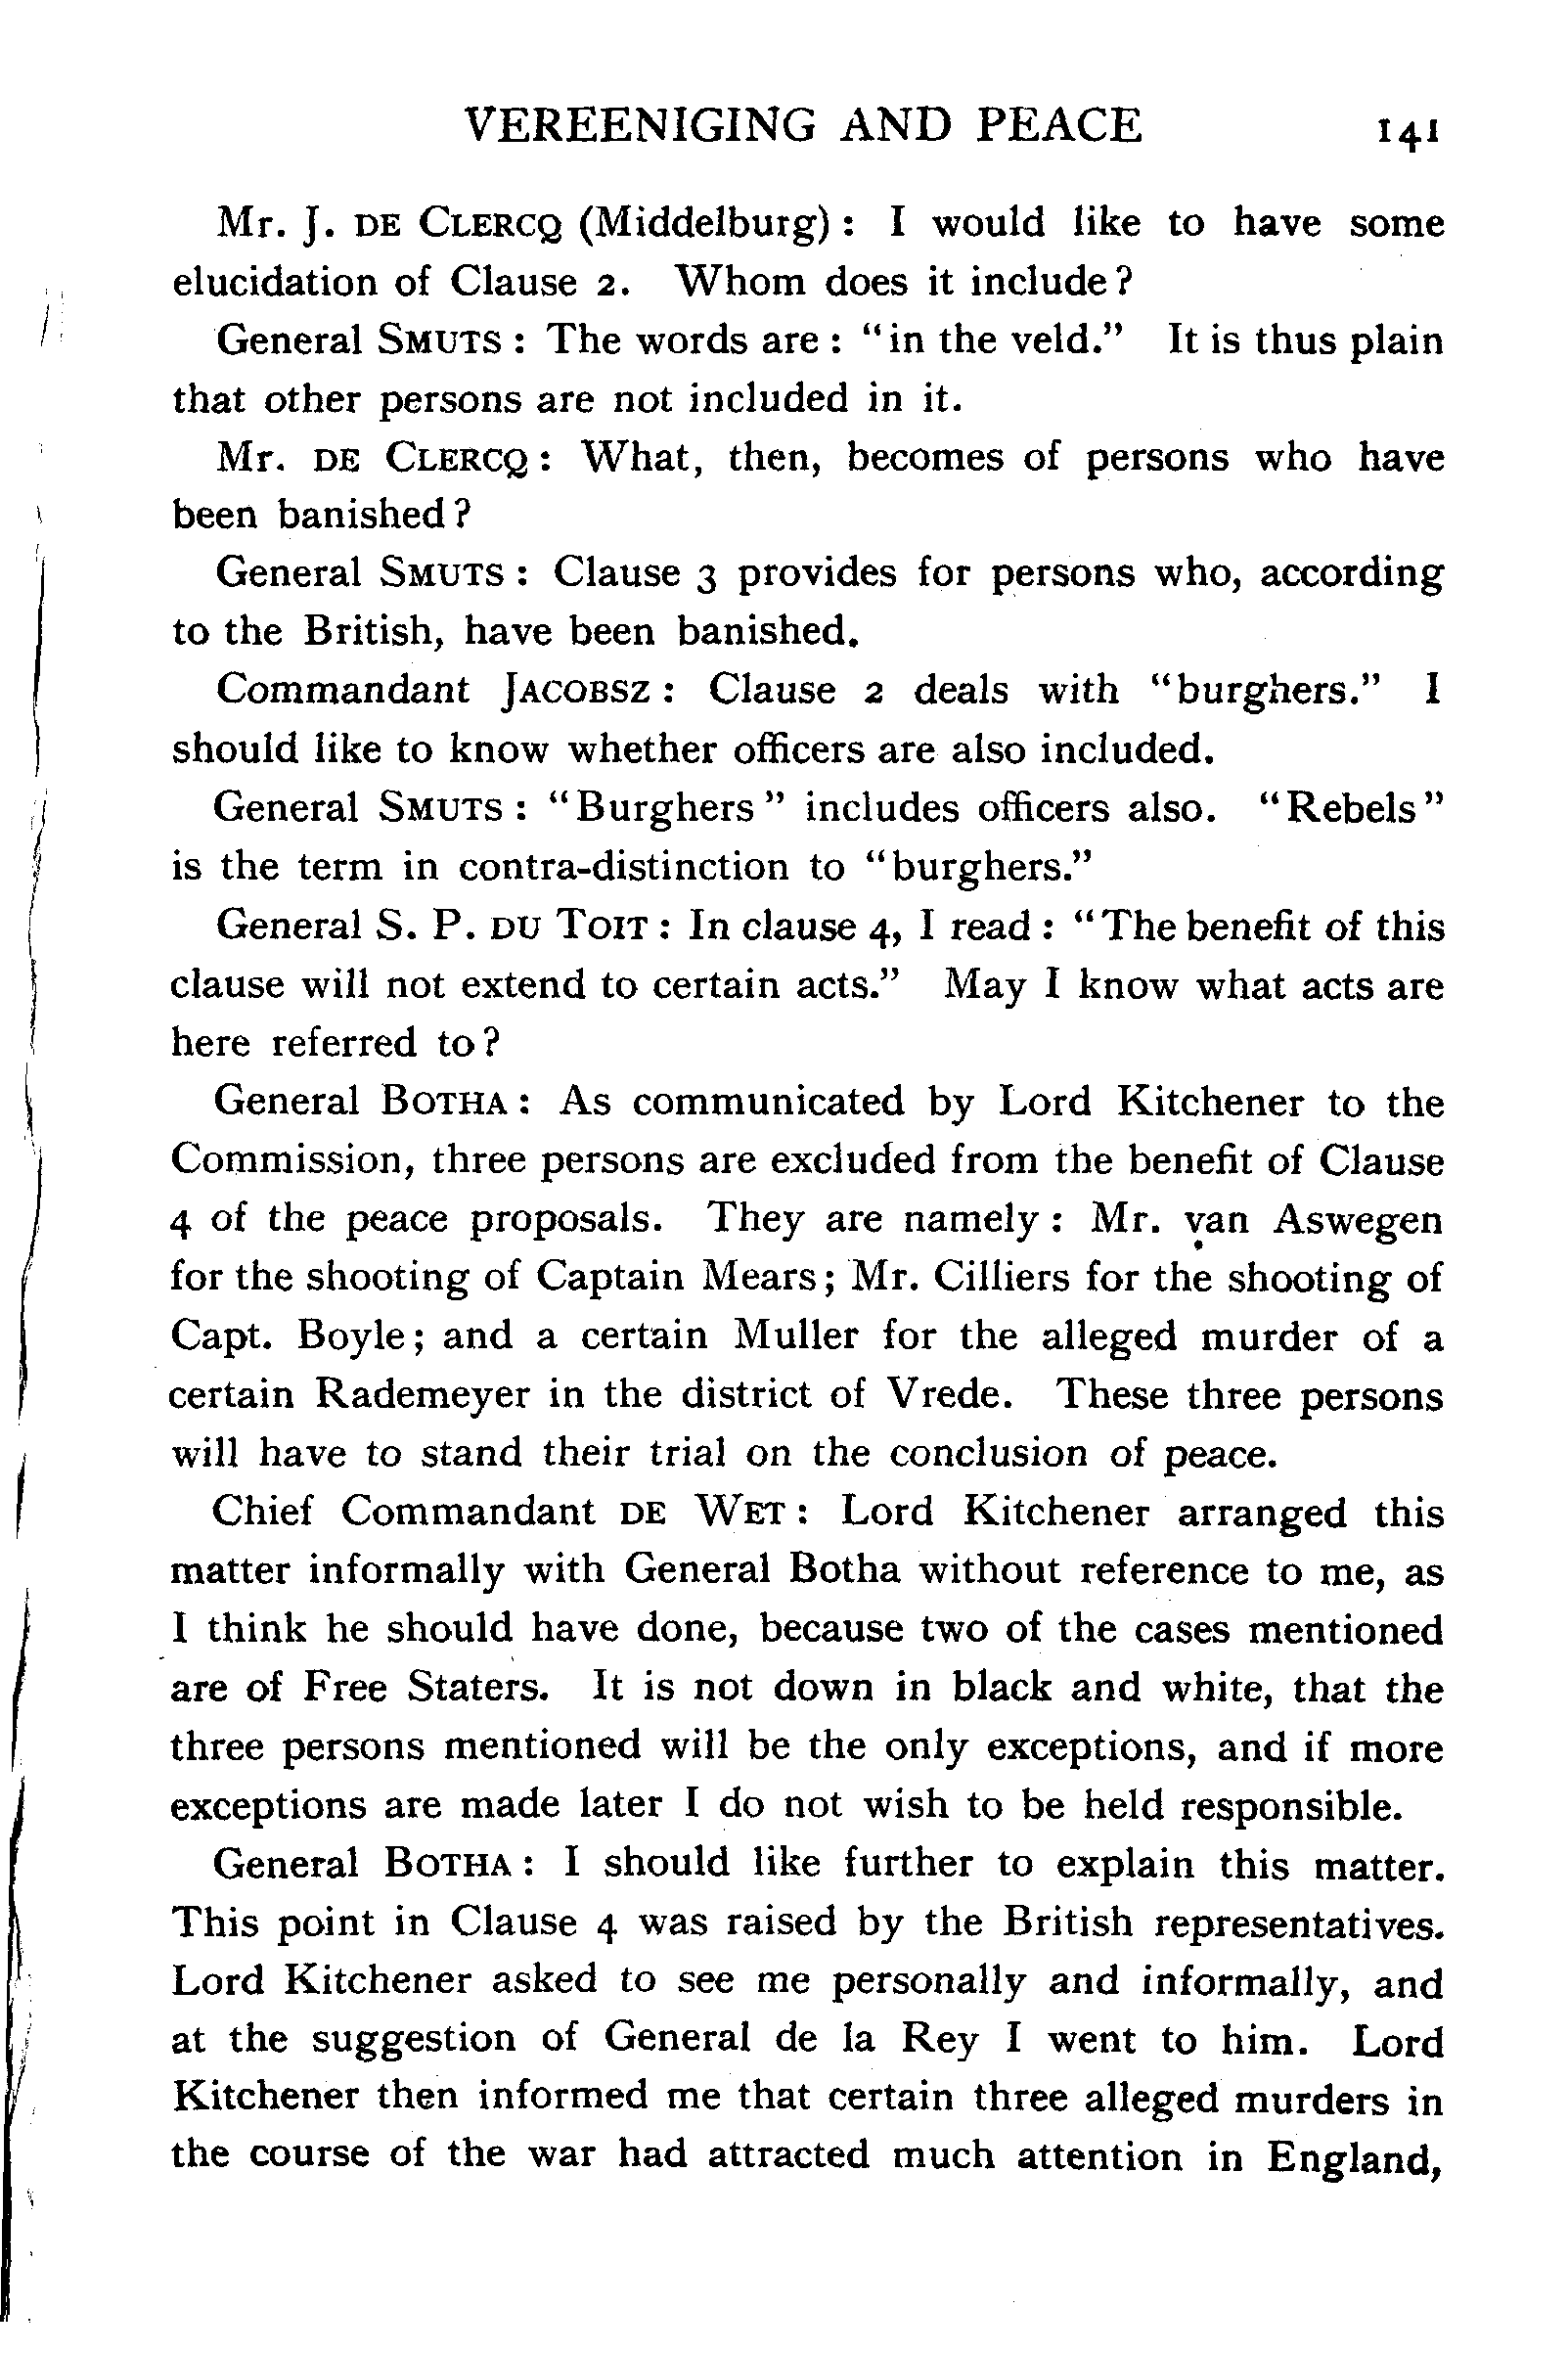 VEREENIGING AND PEACE 141
Mr. J. DE CLERCQ (Middelburg): I would like to have some
elucidation of Clause 2. Whom does it include?
General SMUTS: The words are: "in the veld." It is thus plain
that other persons are not included in it.
Mr. DE CLERCQ: What, then, becomes of persons who have
been banished?
General SMUTS: Clause 3 provides for persons who, according
to the British, have been banished.
Commandant JACOBSZ: Clause 2 deals with "burghers." I
should like to know whether officers are also included.
General SMUTS: "Burghers" includes officers also. "Rebels"
is the term in contra-distinction to "burghers."
General S. P. DU TOIT: In clause 4, I read: "The benefit of this
clause will not extend to certain acts." May I know what acts are
here referred to?
General BOTHA: As communicated by Lord Kitchener to the
Commission, three persons are excluded from the benefit of Clause
4 of the peace proposals. They are namely: Mr. van Aswegen
for the shooting of Captain Mears; Mr. Cilliers for the shooting of
Capt. Boyle; and a certain Muller for the alleged murder of a
certain Rademeyer in the district of Vrede. These three persons
will have to stand their trial on the conclusion of peace.
Chief Commandant DE WET: Lord Kitchener arranged this
matter informally with General Botha without reference to me, as
I think he should have done, because two of the cases mentioned
are of Free Staters. It is not down in black and white, that the
three persons mentioned will be the only exceptions, and if more
exceptions are made later I do not wish to be held responsible.
General BOTHA: I should like further to explain this matter.
This point in Clause 4 was raised by the British representatives.
Lord Kitchener asked to see me personally and informally, and
at the suggestion of General de la Rey I went to him. Lord
Kitchener then informed me that certain three alleged murders in
the course of the war had attracted much attention in England,